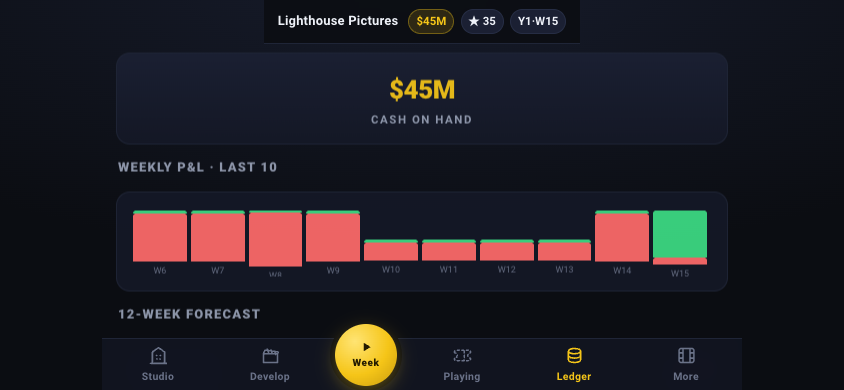 Lighthouse Pictures $45M ★ 35 Y1·W15
$45M
CASH ON HAND
WEEKLY P&L · LAST 10
W6 W7 W8 W9 W10 W11 W12 W13 W14 W15
12-WEEK FORECAST
Week
Studio Develop Playing Ledger More